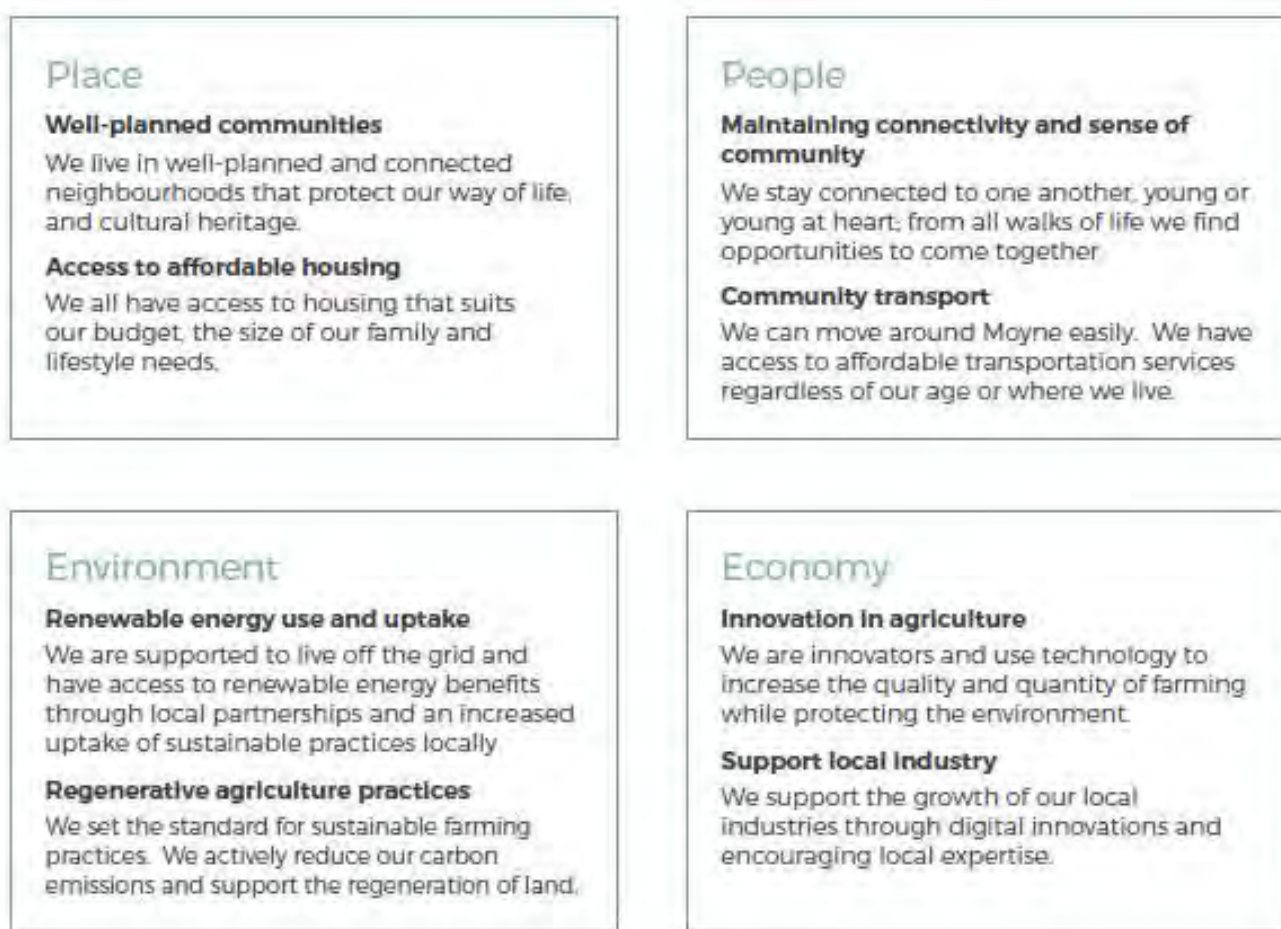 Place
Well-planned communities
We live in well-planned and connected
neighbourhoods that protect our way of life,
and cultural heritage.
Access to affordable housing
We all have access to housing that suits
our budget, the size of our family and
lifestyle needs.
People
Maintaining connectivity and sense of
community
We stay connected to one another, young or
young at heart; from all walks of life we find
opportunities to come together
Community transport
We can move around Moyne easily. We have
access to affordable transportation services
regardless of our age or where we live.
Environment
Renewable energy use and uptake
We are supported to live off the grid and
have access to renewable energy benefits
through local partnerships and an increased
uptake of sustainable practices locally
Regenerative agriculture practices
We set the standard for sustainable farming
practices. We actively reduce our carbon
emissions and support the regeneration of land.
Economy
Innovation in agriculture
We are innovators and use technology to
increase the quality and quantity of farming
while protecting the environment.
Support local industry
We support the growth of our local
industries through digital innovations and
encouraging local expertise.